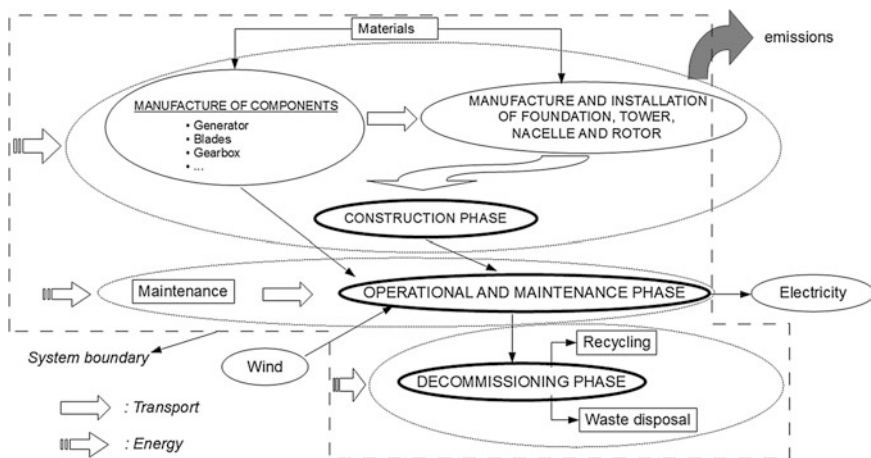 Materials
emissions
MANUFACTURE OF COMPONENTS
• Generator
• Blades
• Gearbox
• ...
MANUFACTURE AND INSTALLATION
OF FOUNDATION, TOWER,
NACELLE AND ROTOR
CONSTRUCTION PHASE
Maintenance
OPERATIONAL AND MAINTENANCE PHASE
Electricity
System boundary
Wind
Recycling
DECOMMISSIONING PHASE
Waste disposal
: Transport
: Energy